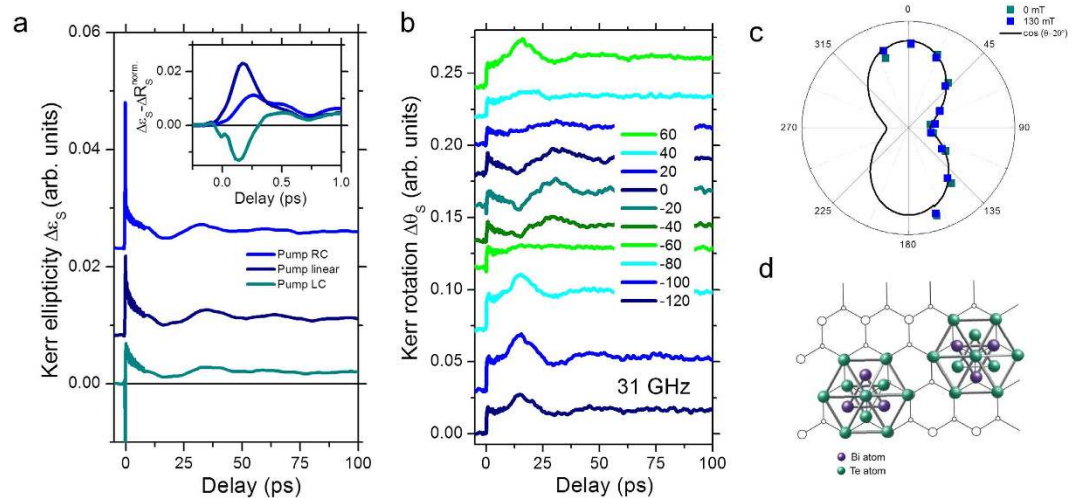 a
0.06
0.04
0.02
0.00
Kerr ellipticity Δε_S (arb. units)
0
25
50
75
100
Delay (ps)
Δε_S-ΔR_S^norm.
0.02
0.01
0.00
0.0
0.5
1.0
Delay (ps)
Pump RC
Pump linear
Pump LC
b
0.25
0.20
0.15
0.10
0.05
0.00
Kerr rotation Δθ_S (arb. units)
60
40
20
0
-20
-40
-60
-80
-100
-120
31 GHz
0
25
50
75
100
Delay (ps)
c
0 mT
130 mT
cos (θ-20°)
0
45
90
135
180
225
270
315
d
Bi atom
Te atom